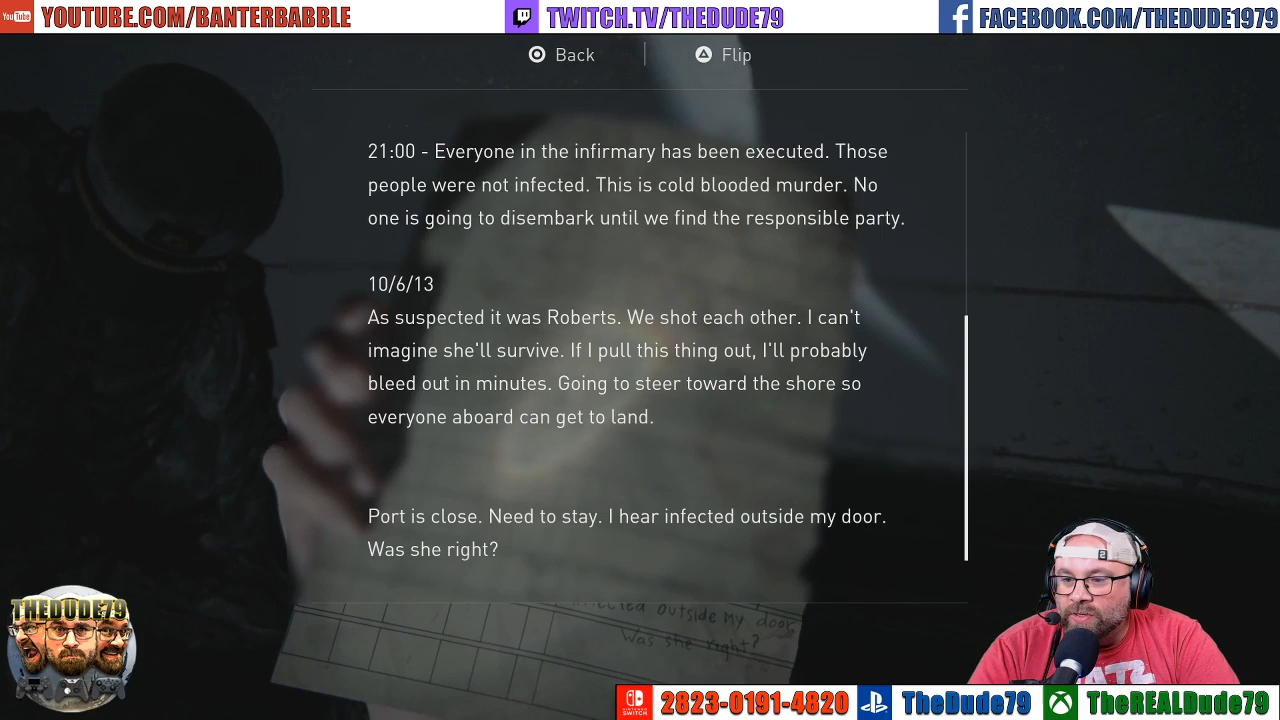 YouTube
YOUTUBE.COM/BANTERBABBLE
TWITCH.TV/THEDUDE79
FACEBOOK.COM/THEDUDE1979
Back
Flip
21:00 - Everyone in the infirmary has been executed. Those
people were not infected. This is cold blooded murder. No
one is going to disembark until we find the responsible party.
10/6/13
As suspected it was Roberts. We shot each other. I can't
imagine she'll survive. If I pull this thing out, I'll probably
bleed out in minutes. Going to steer toward the shore so
everyone aboard can get to land.
Port is close. Need to stay. I hear infected outside my door.
Was she right?
infected outside my door
Was she right?
THEDUDE79
NINTENDO
SWITCH
2823-0191-4820
TheDude79
TheREALDude79